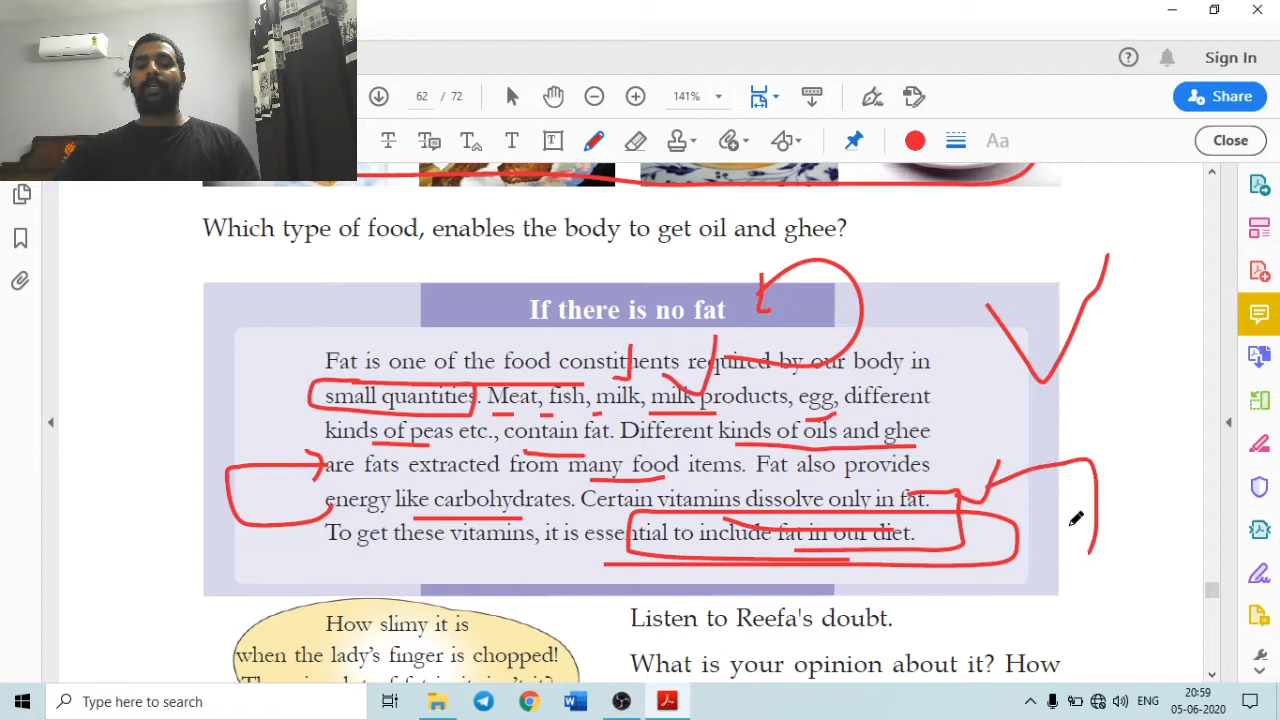 Sign In
62 / 72
141%
Share
Close
Aa
Which type of food, enables the body to get oil and ghee?
If there is no fat
Fat is one of the food constituents required by our body in
small quantities. Meat, fish, milk, milk products, egg, different
kinds of peas etc., contain fat. Different kinds of oils and ghee
are fats extracted from many food items. Fat also provides
energy like carbohydrates. Certain vitamins dissolve only in fat.
To get these vitamins, it is essential to include fat in our diet.
How slimy it is
when the lady's finger is chopped!
Listen to Reefa's doubt.
What is your opinion about it? How
Type here to search
ENG
20:59
05-06-2020